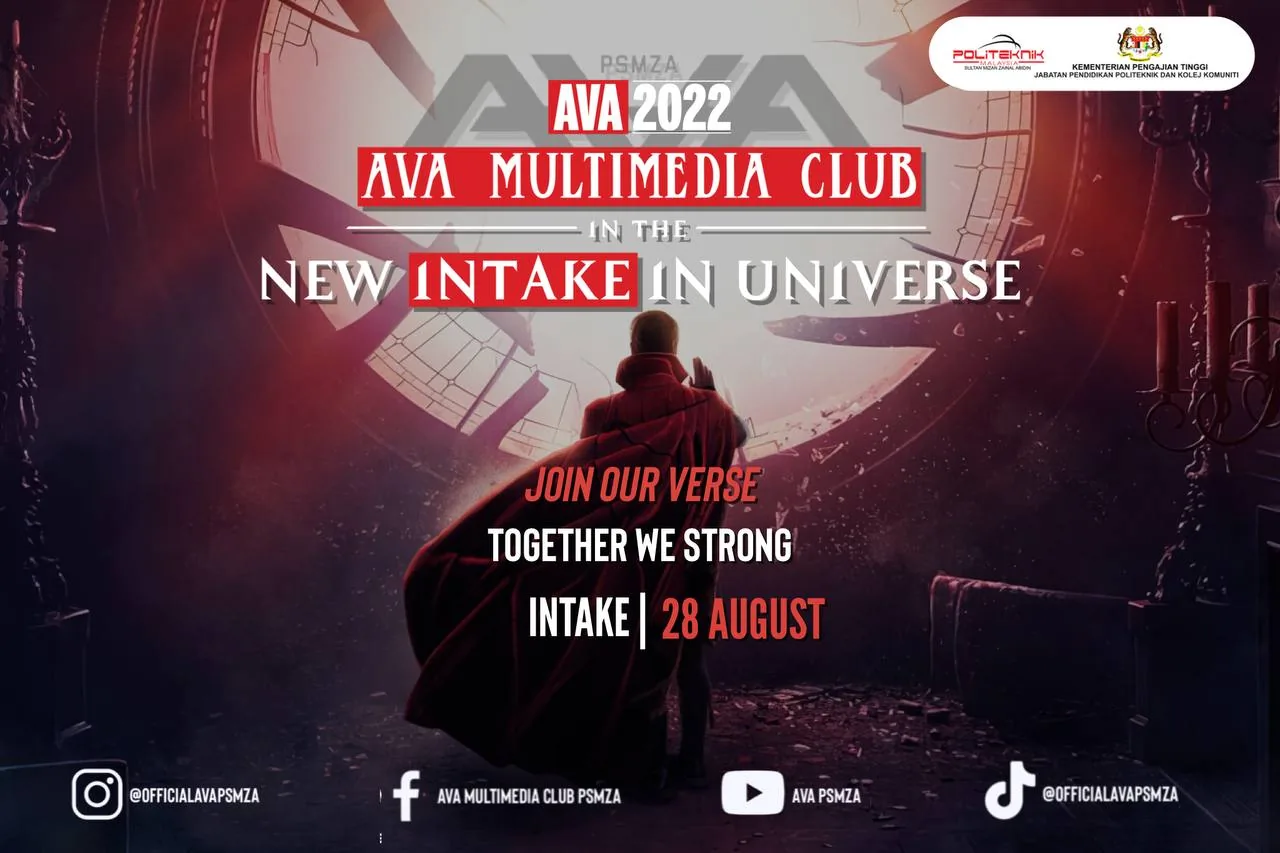 POLITEKNIK
MALAYSIA
SULTAN MIZAN ZAINAL ABIDIN
KEMENTERIAN PENGAJIAN TINGGI
JABATAN PENDIDIKAN POLITEKNIK DAN KOLEJ KOMUNITI
AVA
PSMZA
AVA 2022
AVA MULTIMEDIA CLUB
IN THE
NEW INTAKE IN UNIVERSE
JOIN OUR VERSE
TOGETHER WE STRONG
INTAKE | 28 AUGUST
@OFFICIALAVAPSMZA
AVA MULTIMEDIA CLUB PSMZA
AVA PSMZA
@OFFICIALAVAPSMZA